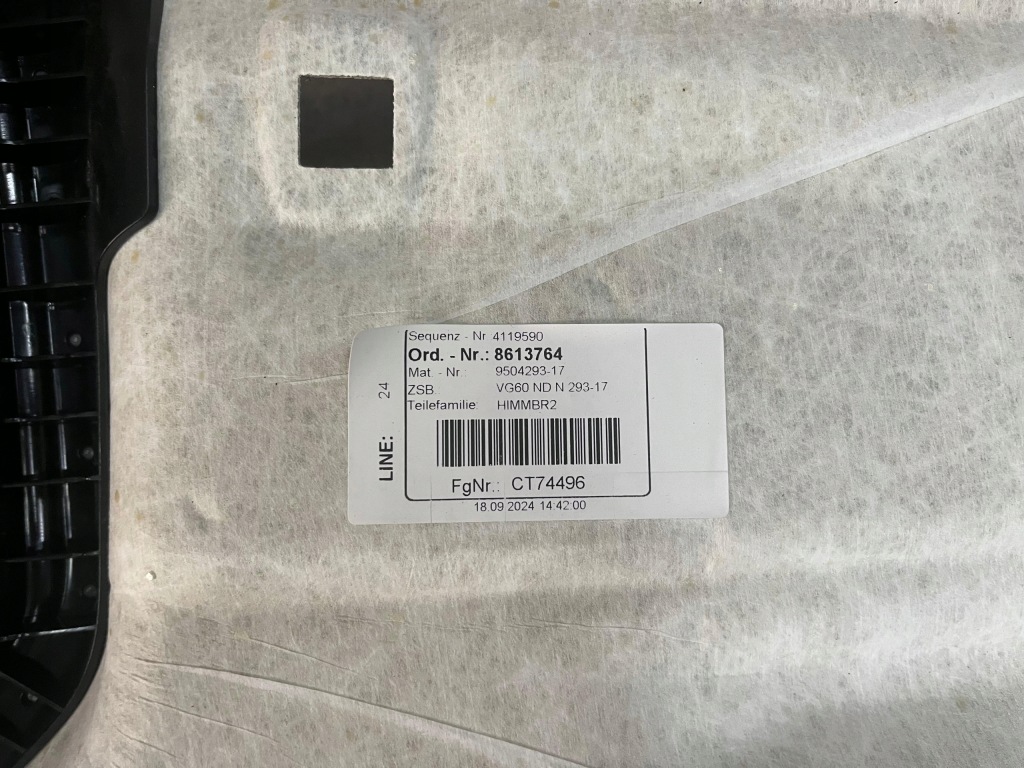 Sequenz - Nr 4119590
Ord. - Nr.: 8613764
Mat. - Nr.: 9504293-17
ZSB.: VG60 ND N 293-17
Teilefamilie: HIMMBR2
FgNr.: CT74496
18.09.2024 14:42:00
LINE: 24